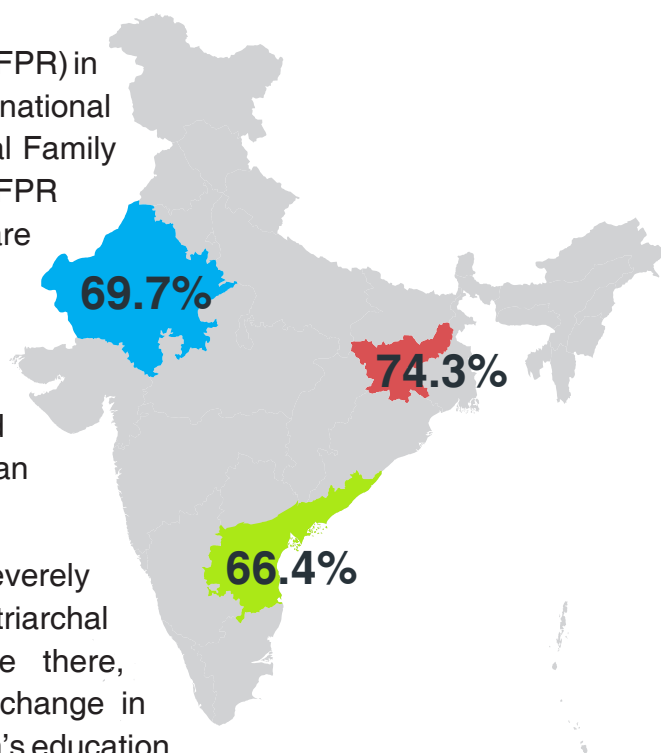 FPR) in
national
al Family
FPR
are
69.7%
74.3%
an
66.4%
everely
triarchal
e there,
change in
's education